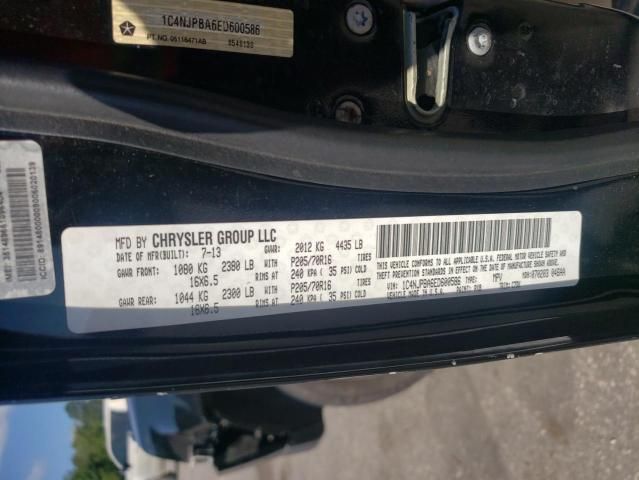 1C4NJPBA6ED600586
PT. NO. 05116471AB
MFD BY CHRYSLER GROUP LLC
DATE OF MFR(BUILT): 7-13
GVWR: 2012 KG 4435 LB
GAWR FRONT: 1080 KG 2380 LB
P205/70R16 TIRES
16X6.5 RIMS AT 240 KPA ( 35 PSI) COLD
GAWR REAR: 1044 KG 2300 LB
P205/70R16 TIRES
16X6.5 RIMS AT 240 KPA ( 35 PSI) COLD
THIS VEHICLE CONFORMS TO ALL APPLICABLE U.S.A. FEDERAL MOTOR
VEHICLE SAFETY, BUMPER, AND THEFT PREVENTION STANDARDS IN
EFFECT ON THE DATE OF MANUFACTURE SHOWN ABOVE.
VIN: 1C4NJPBA6ED600586 TYPE: MPV
VEHICLE MADE IN U.S.A. PAINT: